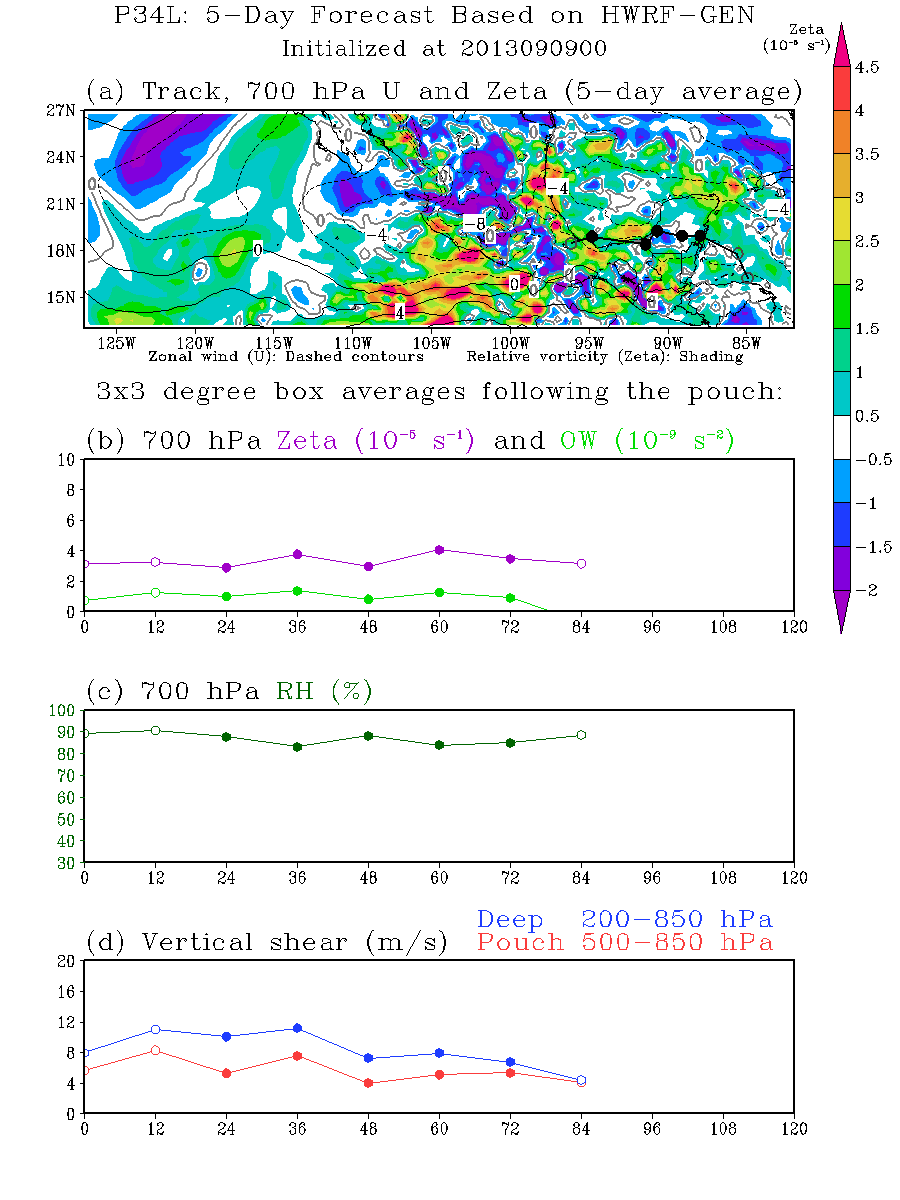 P34L: 5−Day Forecast Based on HWRF−GEN
Initialized at 2013090900
Zeta
(10⁻⁵ s⁻¹)
(a) Track, 700 hPa U and Zeta (5−day average)
27N
24N
21N
18N
15N
0
0
0
0
−4
−4
−4
−8
0
0
0
0
0
4
125W 120W 115W 110W 105W 100W 95W 90W 85W
Zonal wind (U): Dashed contours Relative vorticity (Zeta): Shading
4.5
4
3.5
3
2.5
2
1.5
1
0.5
−0.5
−1
−1.5
−2
3x3 degree box averages following the pouch:
(b) 700 hPa Zeta (10⁻⁵ s⁻¹) and OW (10⁻⁹ s⁻²)
10
8
6
4
2
0
0 12 24 36 48 60 72 84 96 108 120
(c) 700 hPa RH (%)
100
90
80
70
60
50
40
30
0 12 24 36 48 60 72 84 96 108 120
Deep 200−850 hPa
(d) Vertical shear (m/s) Pouch 500−850 hPa
20
16
12
8
4
0
0 12 24 36 48 60 72 84 96 108 120